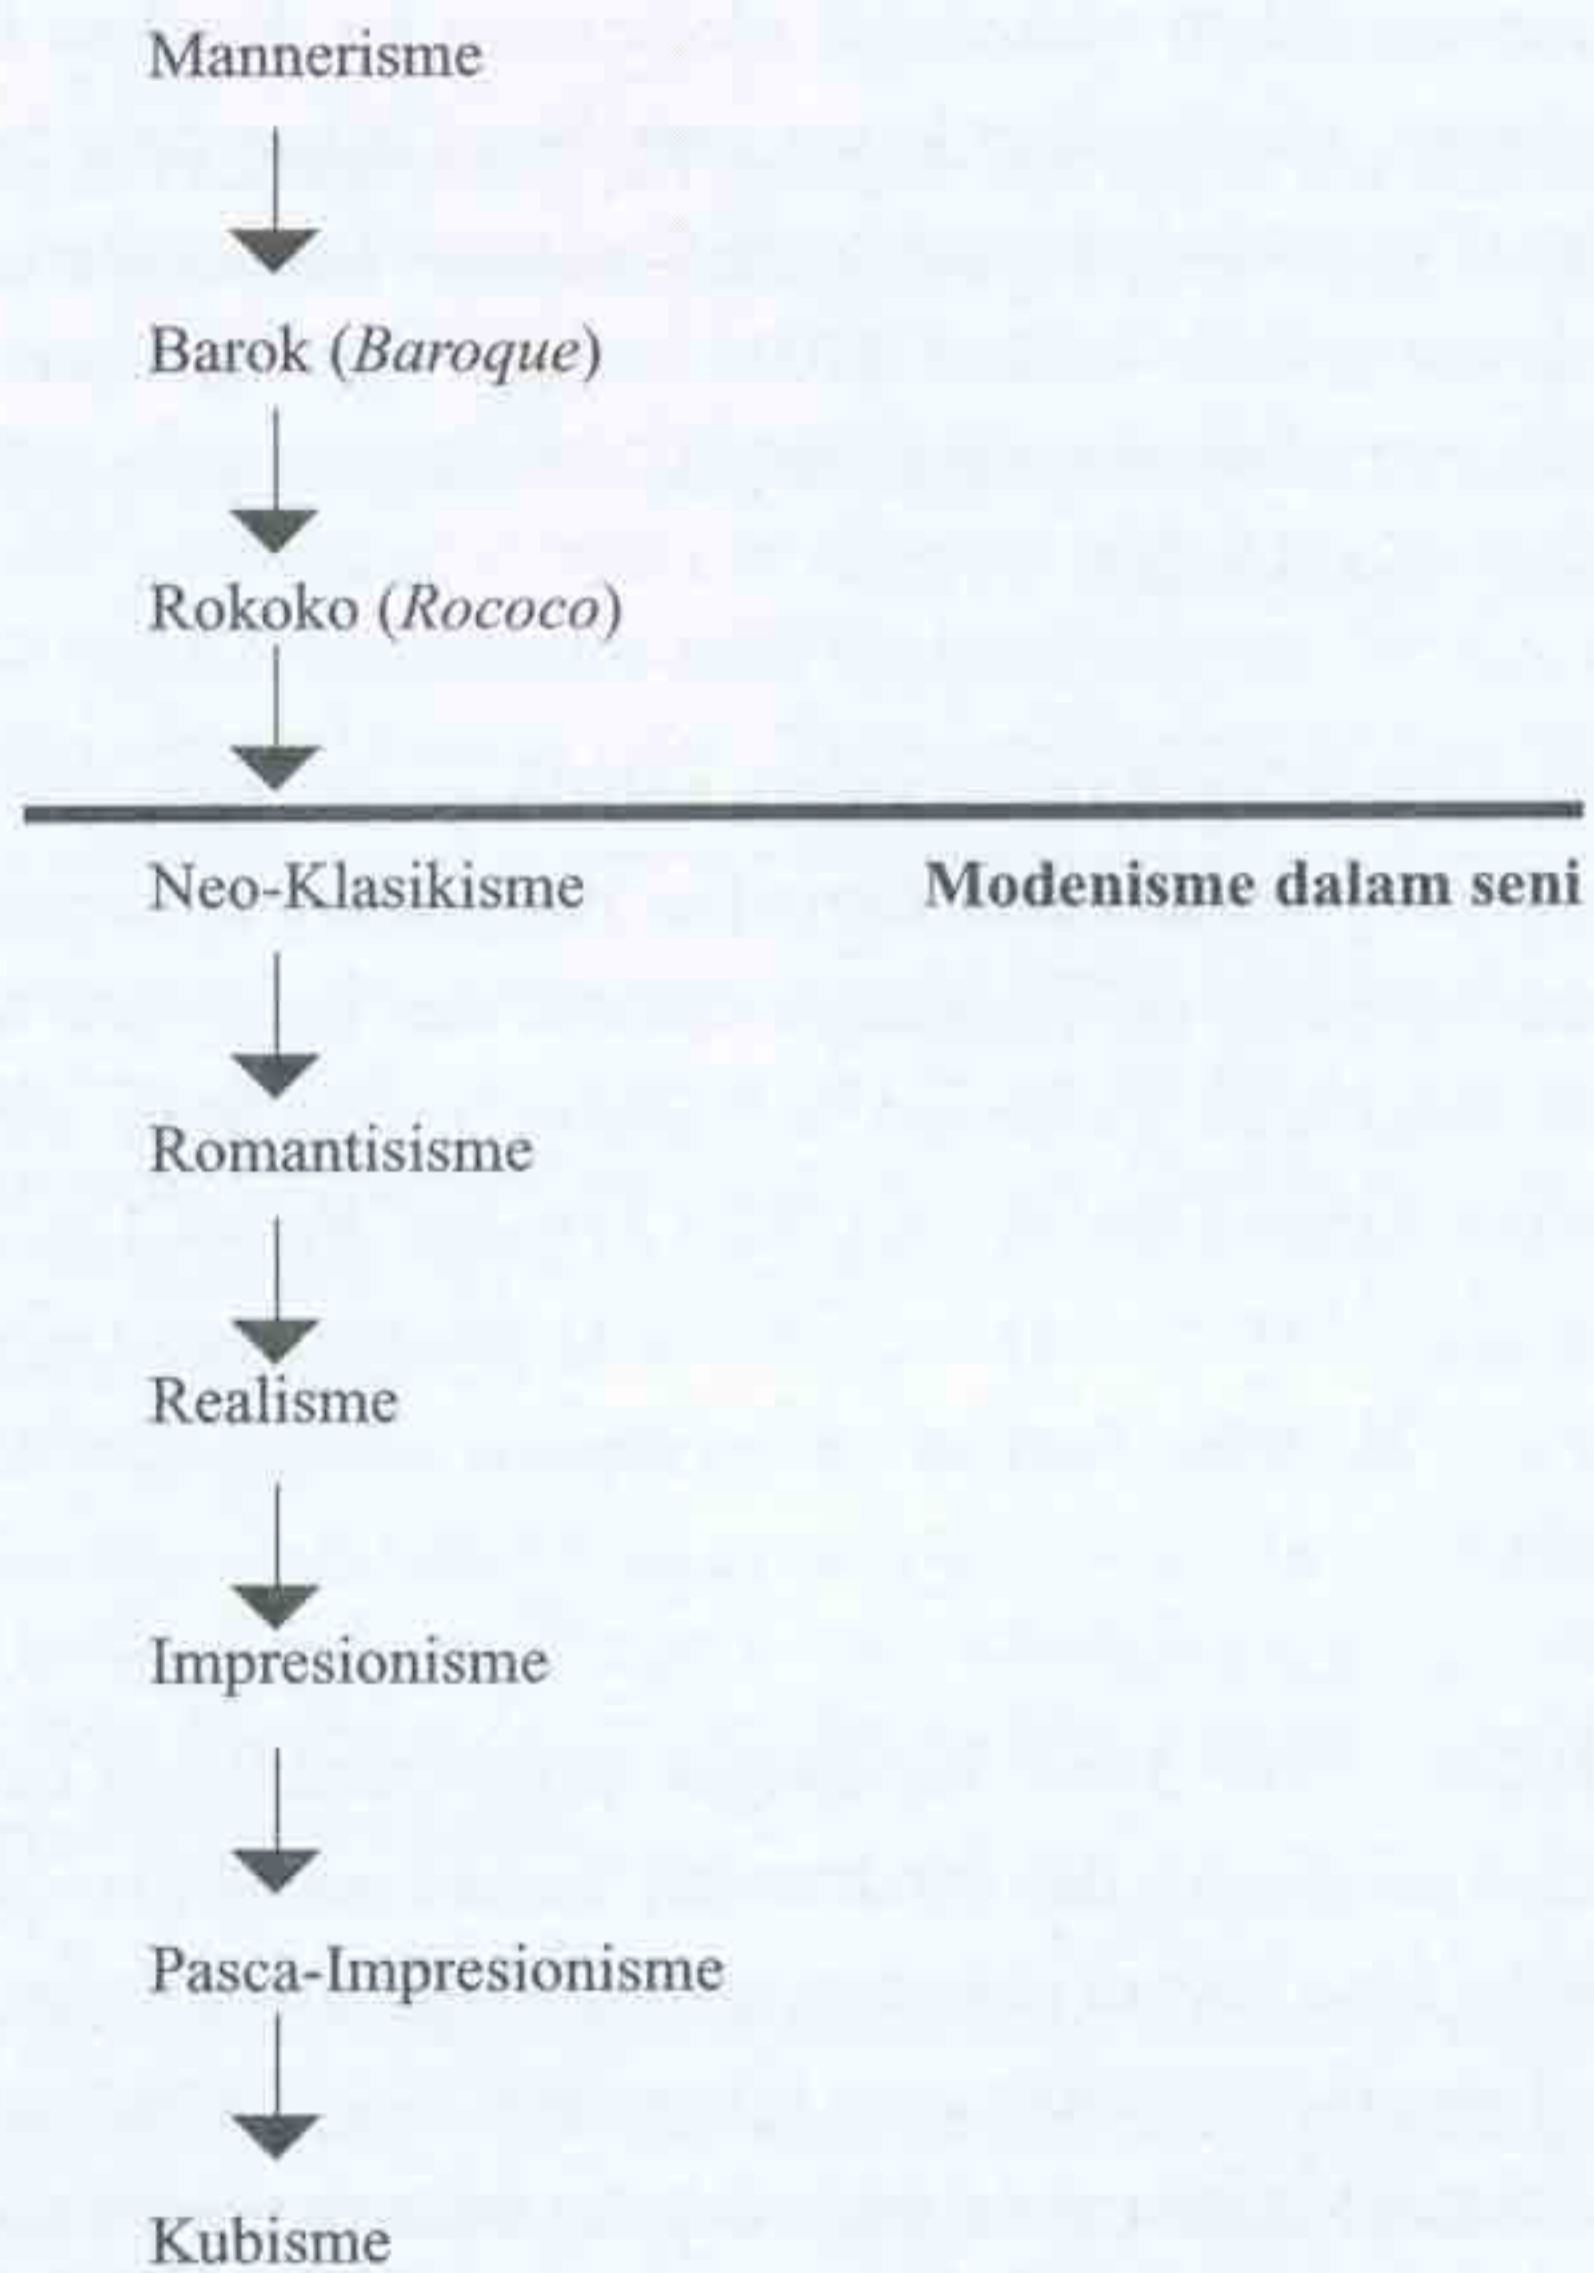 Mannerisme
Barok (Baroque)
Rokoko (Rococo)
Neo-Klasikisme Modenisme dalam seni
Romantisisme
Realisme
Impresionisme
Pasca-Impresionisme
Kubisme